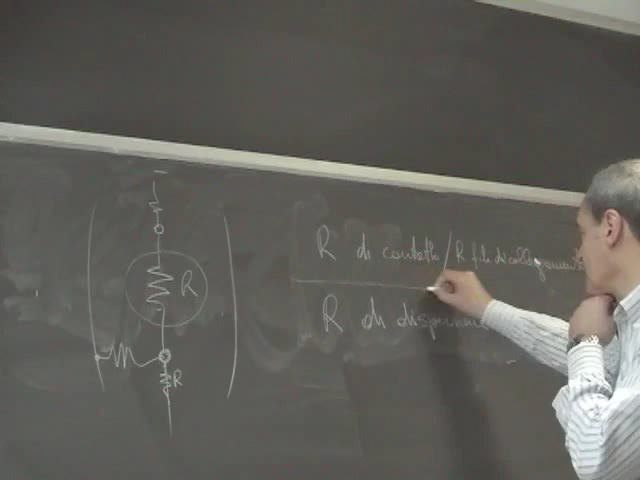 R di contatto / R fili di collegamento
R di dispersione
R
R